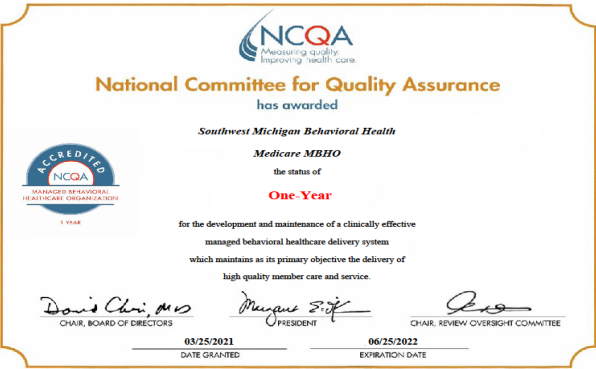 NCQA
Measuring quality.
Improving health care.
National Committee for Quality Assurance
has awarded
Southwest Michigan Behavioral Health
Medicare MBHO
the status of
One-Year
ACCREDITED
NCQA
MANAGED BEHAVIORAL
HEALTHCARE ORGANIZATION
1 YEAR
for the development and maintenance of a clinically effective
managed behavioral healthcare delivery system
which maintains as its primary objective the delivery of
high quality member care and service.
CHAIR, BOARD OF DIRECTORS
PRESIDENT
CHAIR, REVIEW OVERSIGHT COMMITTEE
03/25/2021
06/25/2022
DATE GRANTED
EXPIRATION DATE